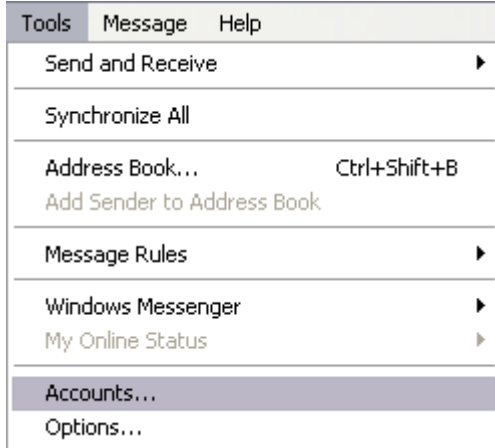 Tools Message Help
Send and Receive
Synchronize All
Address Book... Ctrl+Shift+B
Add Sender to Address Book
Message Rules
Windows Messenger
My Online Status
Accounts...
Options...